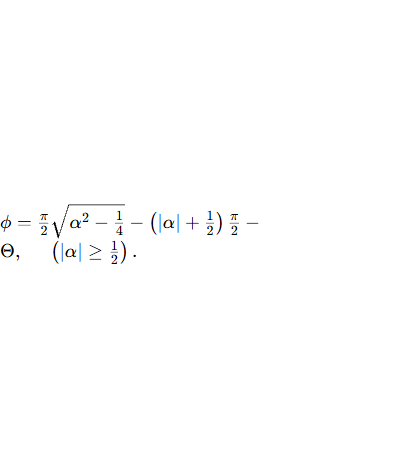 ϕ = π/2 √(α² − 1/4) − (|α| + 1/2) π/2 −
Θ, (|α| ≥ 1/2) .